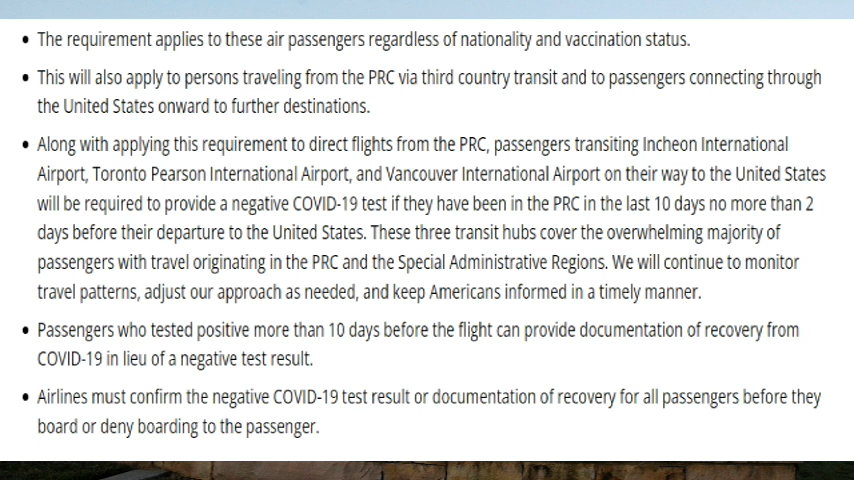 • The requirement applies to these air passengers regardless of nationality and vaccination status.
• This will also apply to persons traveling from the PRC via third country transit and to passengers connecting through
the United States onward to further destinations.
• Along with applying this requirement to direct flights from the PRC, passengers transiting Incheon International
Airport, Toronto Pearson International Airport, and Vancouver International Airport on their way to the United States
will be required to provide a negative COVID-19 test if they have been in the PRC in the last 10 days no more than 2
days before their departure to the United States. These three transit hubs cover the overwhelming majority of
passengers with travel originating in the PRC and the Special Administrative Regions. We will continue to monitor
travel patterns, adjust our approach as needed, and keep Americans informed in a timely manner.
• Passengers who tested positive more than 10 days before the flight can provide documentation of recovery from
COVID-19 in lieu of a negative test result.
• Airlines must confirm the negative COVID-19 test result or documentation of recovery for all passengers before they
board or deny boarding to the passenger.